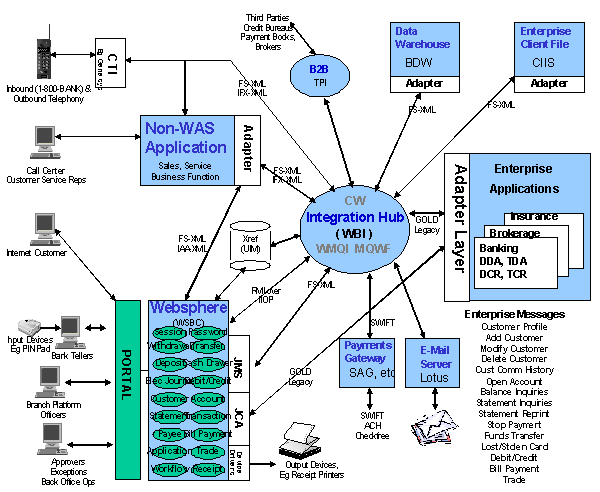 Third Parties
Credit Bureaus
Payment Books,
Brokers
B2B
TPI
Data
Warehouse
BDW
Adapter
Enterprise
Client File
CIIS
Adapter
CTI
Eg Genesys
Inbound (1-800-BANK) &
Outbound Telephony
FS-XML
IFX-XML
FS-XML
FS-XML
Non-WAS
Application
Sales, Service
Business Function
Adapter
Call Center
Customer Service Reps
FS-XML
IFX-XML
CW
Integration Hub
(WBI)
WMQI MQWF
GOLD
Legacy
Adapter Layer
Enterprise
Applications
Insurance
Brokerage
Banking
DDA, TDA
DCR, TCR
Internet Customer
FS-XML
IAA-XML
Xref
(UIM)
RMI over
IIOP
FS-XML
Websphere
(WSBC)
Session
Password
Withdrawal
Transfer
Deposit
Cash Drawer
Elec Journal
Debit/Credit
Customer
Account
Statement
Transaction
Payee
Bill Payment
Application
Trade
Workflow
Receipt
JMS
JCA
PORTAL
Input Devices
Eg PIN Pad
Bank Tellers
Branch Platform
Officers
Approvers
Exceptions
Back Office Ops
GOLD
Legacy
Output Devices,
Eg Receipt Printers
SWIFT
Payments
Gateway
SAG, etc
SWIFT
ACH
Checkfree
E-Mail
Server
Lotus
Enterprise Messages
Customer Profile
Add Customer
Modify Customer
Delete Customer
Cust Comm History
Open Account
Balance Inquiries
Statement Inquiries
Statement Reprint
Stop Payment
Funds Transfer
Lost/Stolen Card
Debit/Credit
Bill Payment
Trade